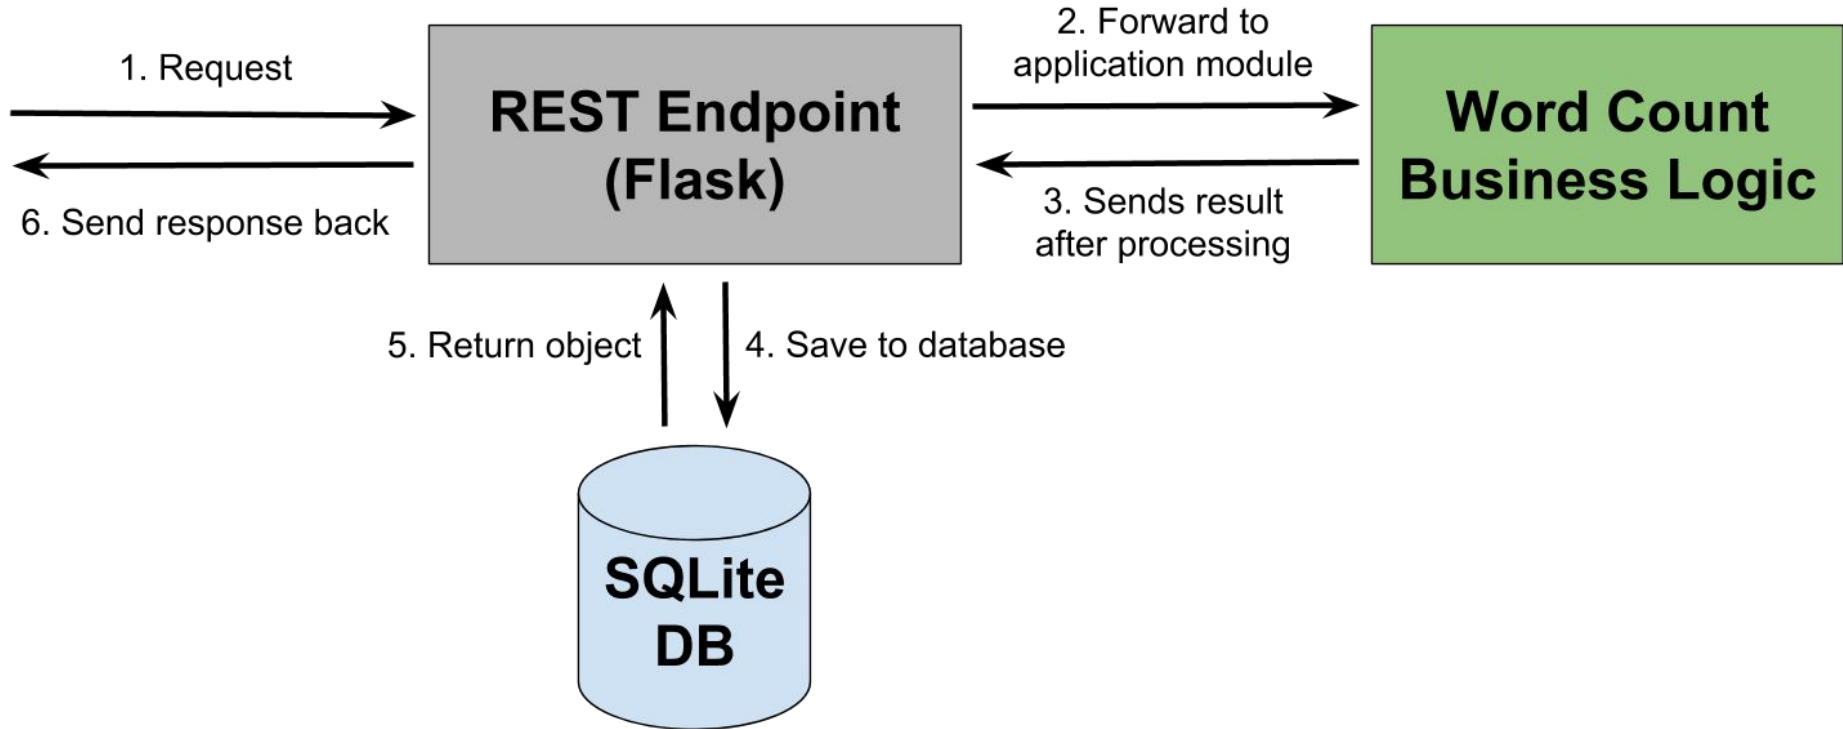 1. Request
REST Endpoint
(Flask)
6. Send response back
2. Forward to
application module
Word Count
Business Logic
3. Sends result
after processing
5. Return object
4. Save to database
SQLite
DB